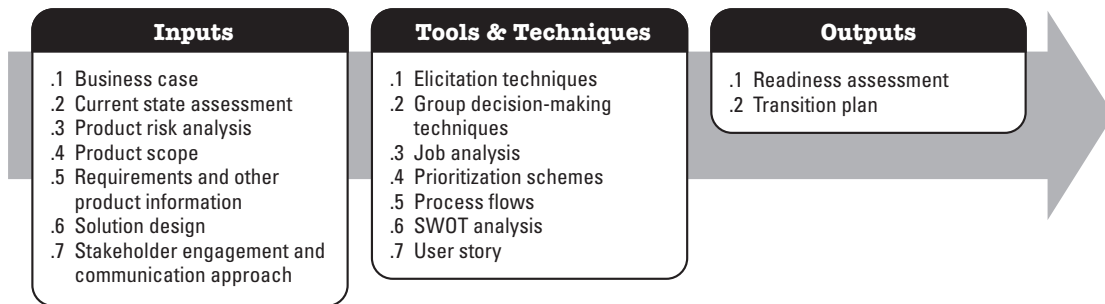 Inputs
.1 Business case
.2 Current state assessment
.3 Product risk analysis
.4 Product scope
.5 Requirements and other
product information
.6 Solution design
.7 Stakeholder engagement and
communication approach
Tools & Techniques
.1 Elicitation techniques
.2 Group decision-making
techniques
.3 Job analysis
.4 Prioritization schemes
.5 Process flows
.6 SWOT analysis
.7 User story
Outputs
.1 Readiness assessment
.2 Transition plan